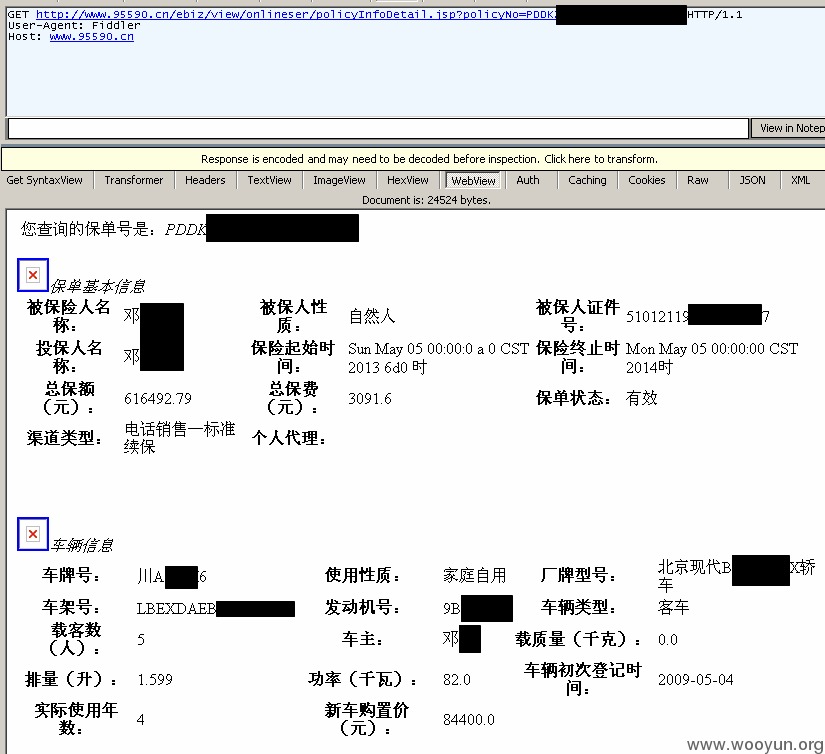 GET http://www.95590.cn/ebiz/view/onlineser/policyInfoDetail.jsp?policyNo=PDDK HTTP/1.1
User-Agent: Fiddler
Host: www.95590.cn
View in Notep
Response is encoded and may need to be decoded before inspection. Click here to transform.
Get SyntaxView Transformer Headers TextView ImageView HexView WebView Auth Caching Cookies Raw JSON XML
Document is: 24524 bytes.
您查询的保单号是：PDDK
保单基本信息
被保险人名称： 邓 被保人性质： 自然人 被保人证件号： 51012119 7
投保人名称： 邓 保险起始时间： Sun May 05 00:00:0 a 0 CST 2013 6d0 时 保险终止时间： Mon May 05 00:00:00 CST 2014时
总保额（元）： 616492.79 总保费（元）： 3091.6 保单状态： 有效
渠道类型： 电话销售—标准续保 个人代理：
车辆信息
车牌号： 川A 6 使用性质： 家庭自用 厂牌型号： 北京现代B X轿车
车架号： LBEXDAEB 发动机号： 9B 车辆类型： 客车
载客数（人）： 5 车主： 邓 载质量（千克）： 0.0
排量（升）： 1.599 功率（千瓦）： 82.0 车辆初次登记时间： 2009-05-04
实际使用年数： 4 新车购置价（元）： 84400.0
www.wooyun.org